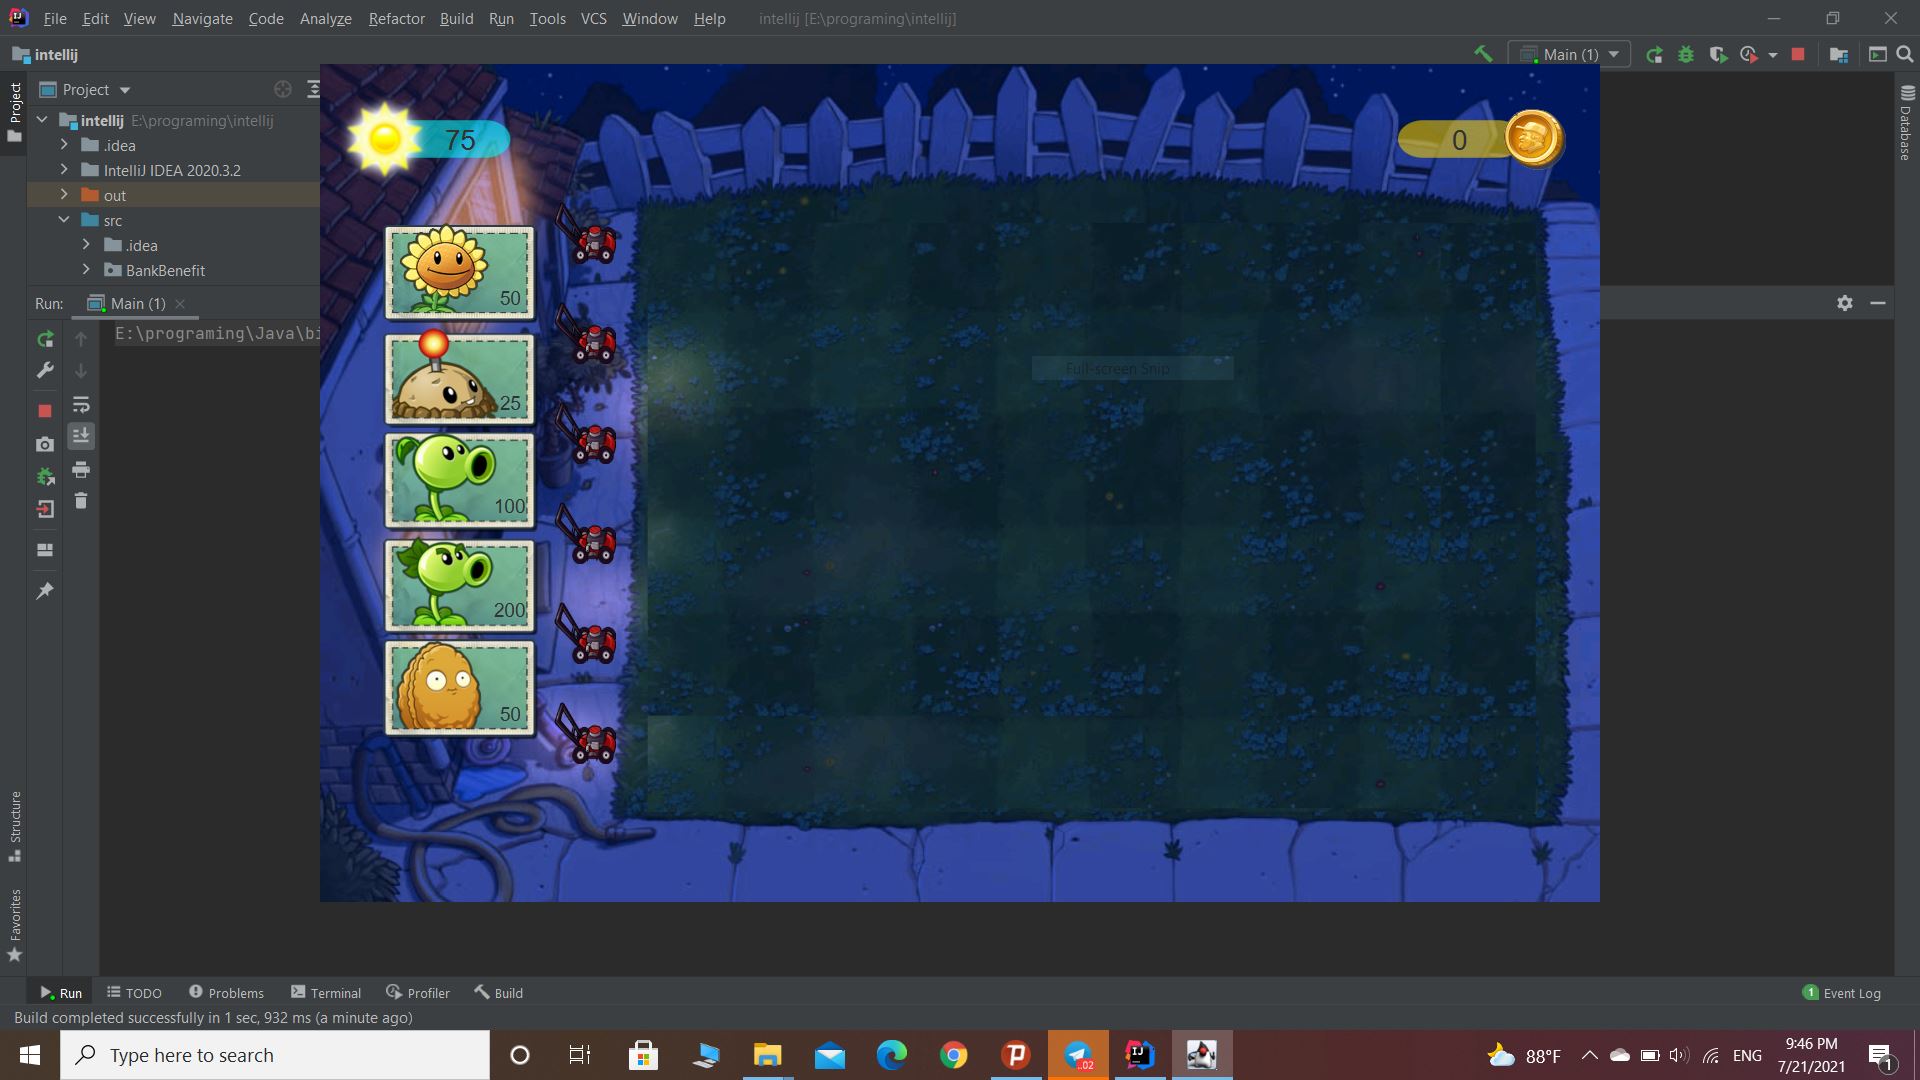 File Edit View Navigate Code Analyze Refactor Build Run Tools VCS Window Help intellij [E:\programing\intellij]
intellij
Main (1)
Project
Project
intellij E:\programing\intellij
.idea
IntelliJ IDEA 2020.3.2
out
src
.idea
BankBenefit
Run: Main (1)
E:\programing\Java\bi
75
0
50
25
100
200
50
Full-screen Snip
Database
Structure
Favorites
Run TODO Problems Terminal Profiler Build
1 Event Log
Build completed successfully in 1 sec, 932 ms (a minute ago)
Type here to search
..02
88°F
ENG
9:46 PM
7/21/2021
1